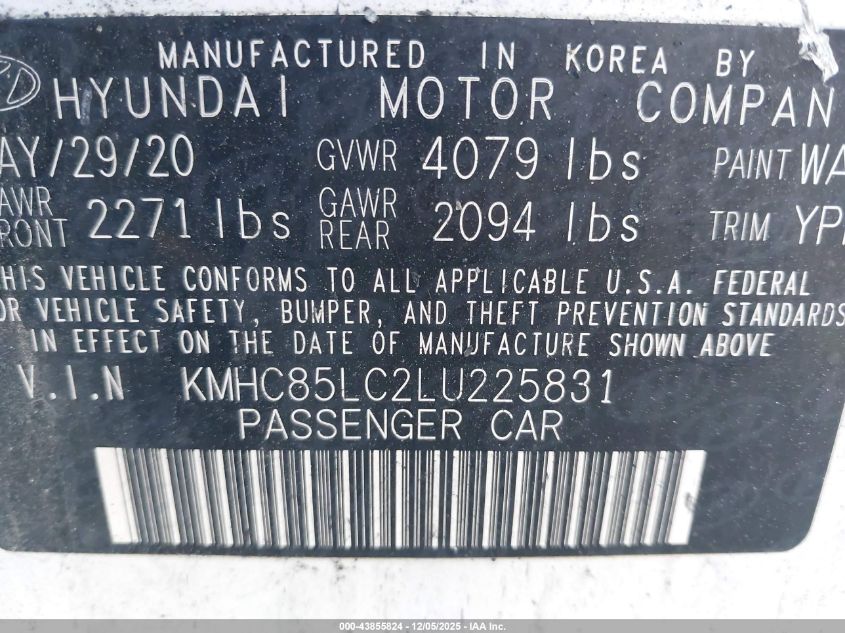 MANUFACTURED IN KOREA BY
HYUNDAI MOTOR COMPAN
AY/29/20 GVWR 4079 lbs PAINT WA
AWR FRONT 2271 lbs GAWR REAR 2094 lbs TRIM YP
HIS VEHICLE CONFORMS TO ALL APPLICABLE U.S.A. FEDERAL
OR VEHICLE SAFETY, BUMPER, AND THEFT PREVENTION STANDARDS
IN EFFECT ON THE DATE OF MANUFACTURE SHOWN ABOVE
V.I.N KMHC85LC2LU225831
PASSENGER CAR
000-43855824 - 12/05/2025 - IAA Inc.